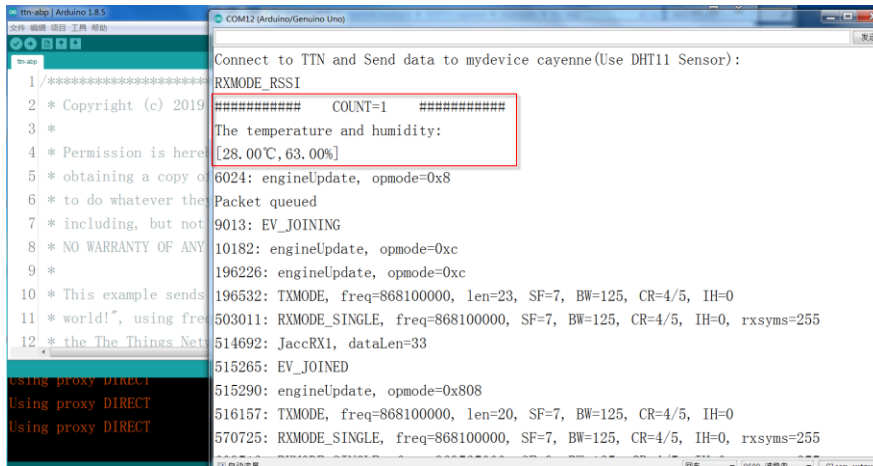 ttn-abp | Arduino 1.8.5
文件 编辑 项目 工具 帮助
ttn-abp
1 /***********************
2 * Copyright (c) 2019
3 *
4 * Permission is here
5 * obtaining a copy o
6 * to do whatever the
7 * including, but not
8 * NO WARRANTY OF ANY
9 *
10 * This example sends
11 * world!", using fre
12 * the The Things Netw
Using proxy DIRECT
Using proxy DIRECT
Using proxy DIRECT
COM12 (Arduino/Genuino Uno)
发送
Connect to TTN and Send data to mydevice cayenne(Use DHT11 Sensor):
RXMODE_RSSI
########### COUNT=1 ###########
The temperature and humidity:
[28.00℃,63.00%]
6024: engineUpdate, opmode=0x8
Packet queued
9013: EV_JOINING
10182: engineUpdate, opmode=0xc
196226: engineUpdate, opmode=0xc
196532: TXMODE, freq=868100000, len=23, SF=7, BW=125, CR=4/5, IH=0
503011: RXMODE_SINGLE, freq=868100000, SF=7, BW=125, CR=4/5, IH=0, rxsyms=255
514692: JaccRX1, dataLen=33
515265: EV_JOINED
515290: engineUpdate, opmode=0x808
516157: TXMODE, freq=868100000, len=20, SF=7, BW=125, CR=4/5, IH=0
570725: RXMODE_SINGLE, freq=868100000, SF=7, BW=125, CR=4/5, IH=0, rxsyms=255